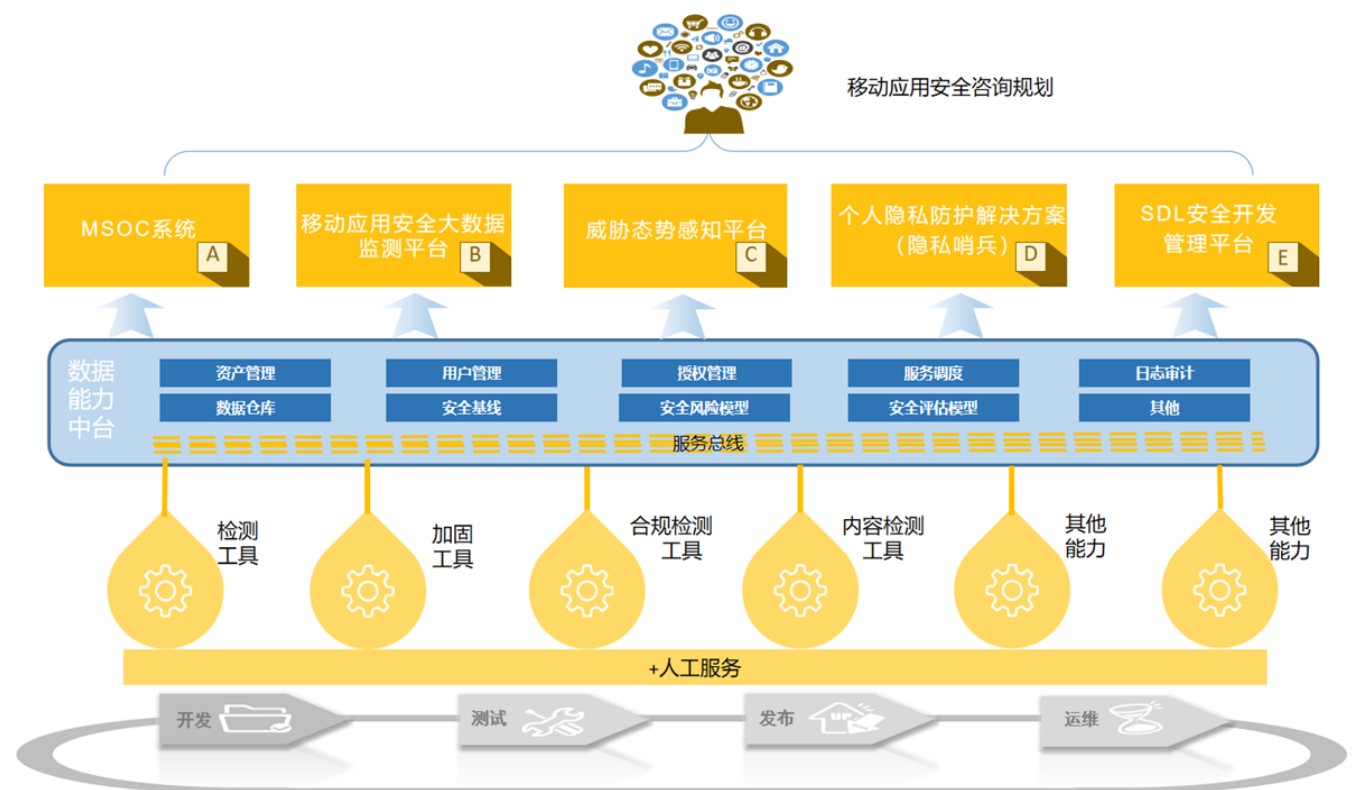 移动应用安全咨询规划
MSOC系统
A
移动应用安全大数据
监测平台
B
威胁态势感知平台
C
个人隐私防护解决方案
(隐私哨兵)
D
SDL安全开发
管理平台
E
数据
能力
中台
资产管理
用户管理
授权管理
服务调度
日志审计
数据仓库
安全基线
安全风险模型
安全评估模型
其他
服务总线
检测
工具
加固
工具
合规检测
工具
内容检测
工具
其他
能力
其他
能力
+人工服务
开发
测试
发布
UP
运维